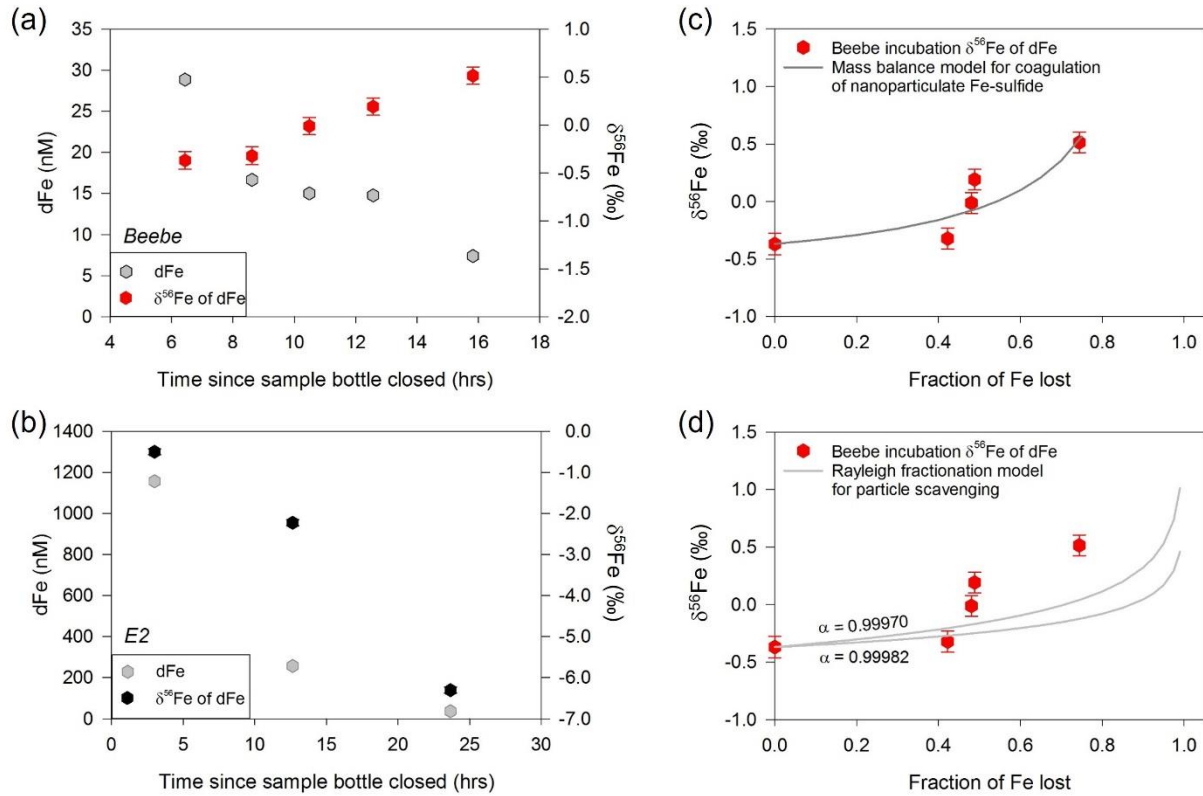 (a)
35
30
25
20
15
10
5
0
dFe (nM)
1.0
0.5
0.0
-0.5
-1.0
-1.5
-2.0
δ⁵⁶Fe (‰)
Beebe
dFe
δ⁵⁶Fe of dFe
4 6 8 10 12 14 16 18
Time since sample bottle closed (hrs)
(c)
1.5
1.0
0.5
0.0
-0.5
-1.0
δ⁵⁶Fe (‰)
Beebe incubation δ⁵⁶Fe of dFe
Mass balance model for coagulation
of nanoparticulate Fe-sulfide
0.0 0.2 0.4 0.6 0.8 1.0
Fraction of Fe lost
(b)
1400
1200
1000
800
600
400
200
0
dFe (nM)
0.0
-1.0
-2.0
-3.0
-4.0
-5.0
-6.0
-7.0
δ⁵⁶Fe (‰)
E2
dFe
δ⁵⁶Fe of dFe
0 5 10 15 20 25 30
Time since sample bottle closed (hrs)
(d)
1.5
1.0
0.5
0.0
-0.5
-1.0
δ⁵⁶Fe (‰)
Beebe incubation δ⁵⁶Fe of dFe
Rayleigh fractionation model
for particle scavenging
α = 0.99970
α = 0.99982
0.0 0.2 0.4 0.6 0.8 1.0
Fraction of Fe lost